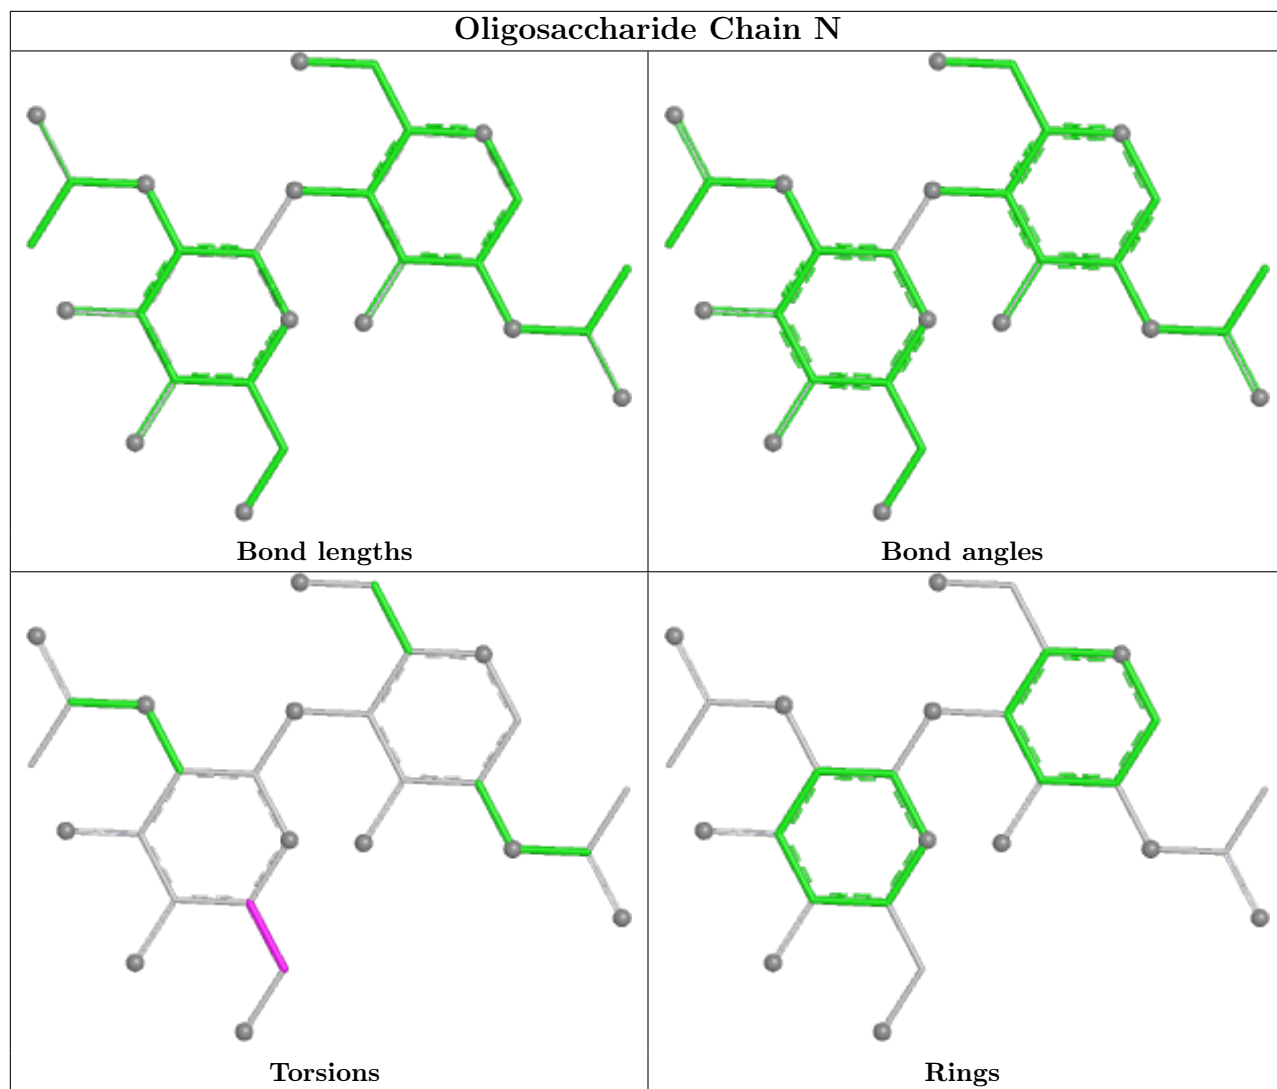 Oligosaccharide Chain N
Bond lengths
Bond angles
Torsions
Rings